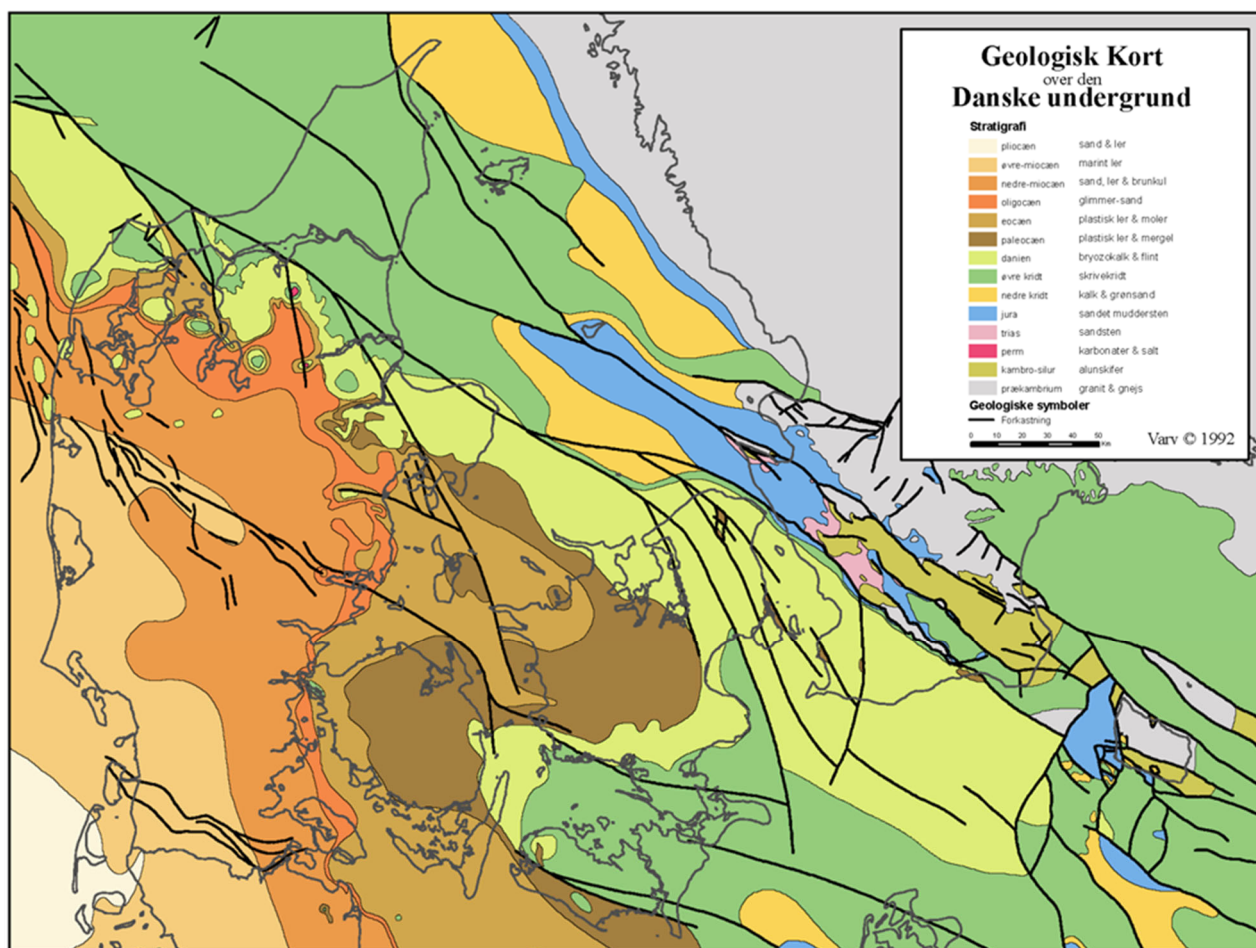 Geologisk Kort
over den
Danske undergrund
Stratigrafi
pliocæn sand & ler
øvre-miocæn marint ler
nedre-miocæn sand, ler & brunkul
oligocæn glimmer-sand
eocæn plastisk ler & moler
paleocæn plastisk ler & mergel
danien bryozokalk & flint
øvre kridt skrivekridt
nedre kridt kalk & grønsand
jura sandet muddersten
trias sandsten
perm karbonater & salt
kambro-silur alunskifer
prækambrium granit & gnejs
Geologiske symboler
Forkastning
0 10 20 30 40 50 Km
Varv © 1992